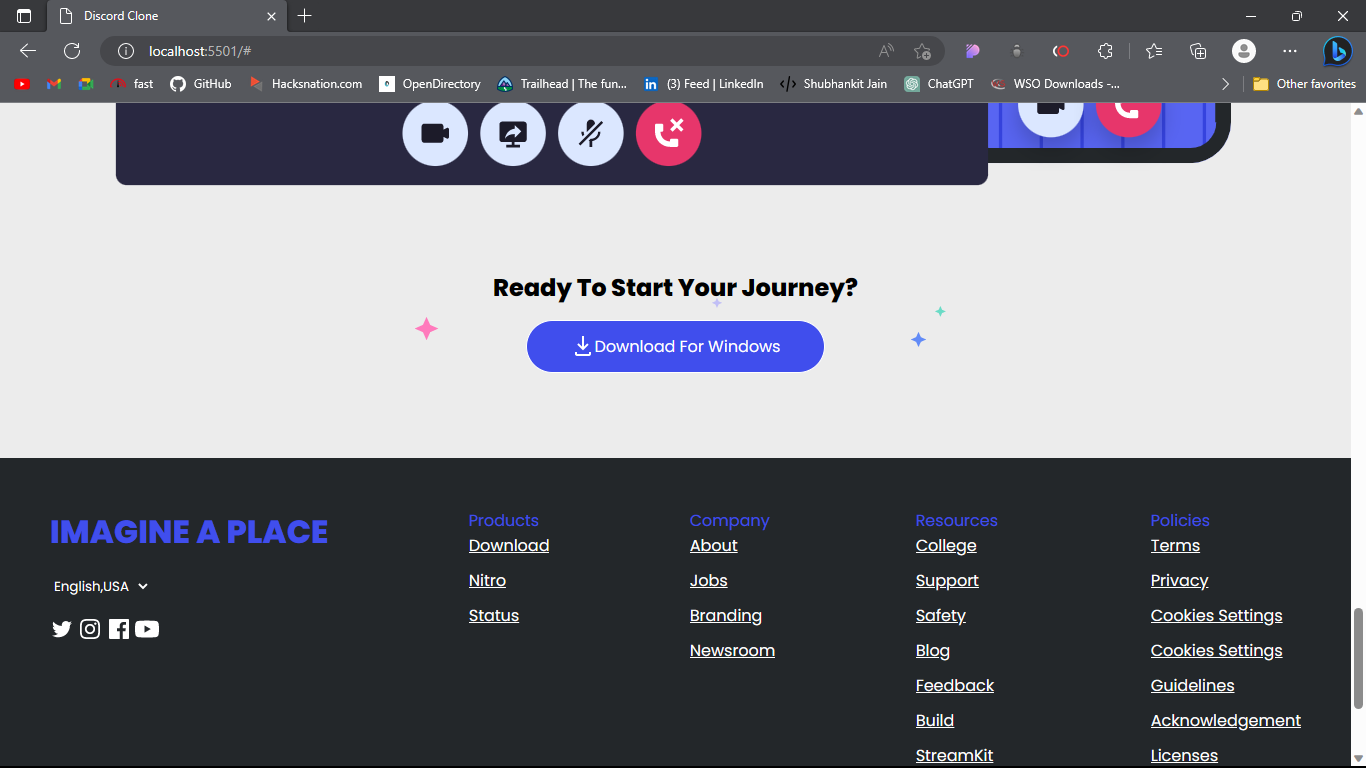 Discord Clone
localhost:5501/#
fast
GitHub
Hacksnation.com
OpenDirectory
Trailhead | The fun...
(3) Feed | LinkedIn
Shubhankit Jain
ChatGPT
WSO Downloads -...
Other favorites
Ready To Start Your Journey?
Download For Windows
IMAGINE A PLACE
English,USA
Products
Download
Nitro
Status
Company
About
Jobs
Branding
Newsroom
Resources
College
Support
Safety
Blog
Feedback
Build
StreamKit
Policies
Terms
Privacy
Cookies Settings
Cookies Settings
Guidelines
Acknowledgement
Licenses